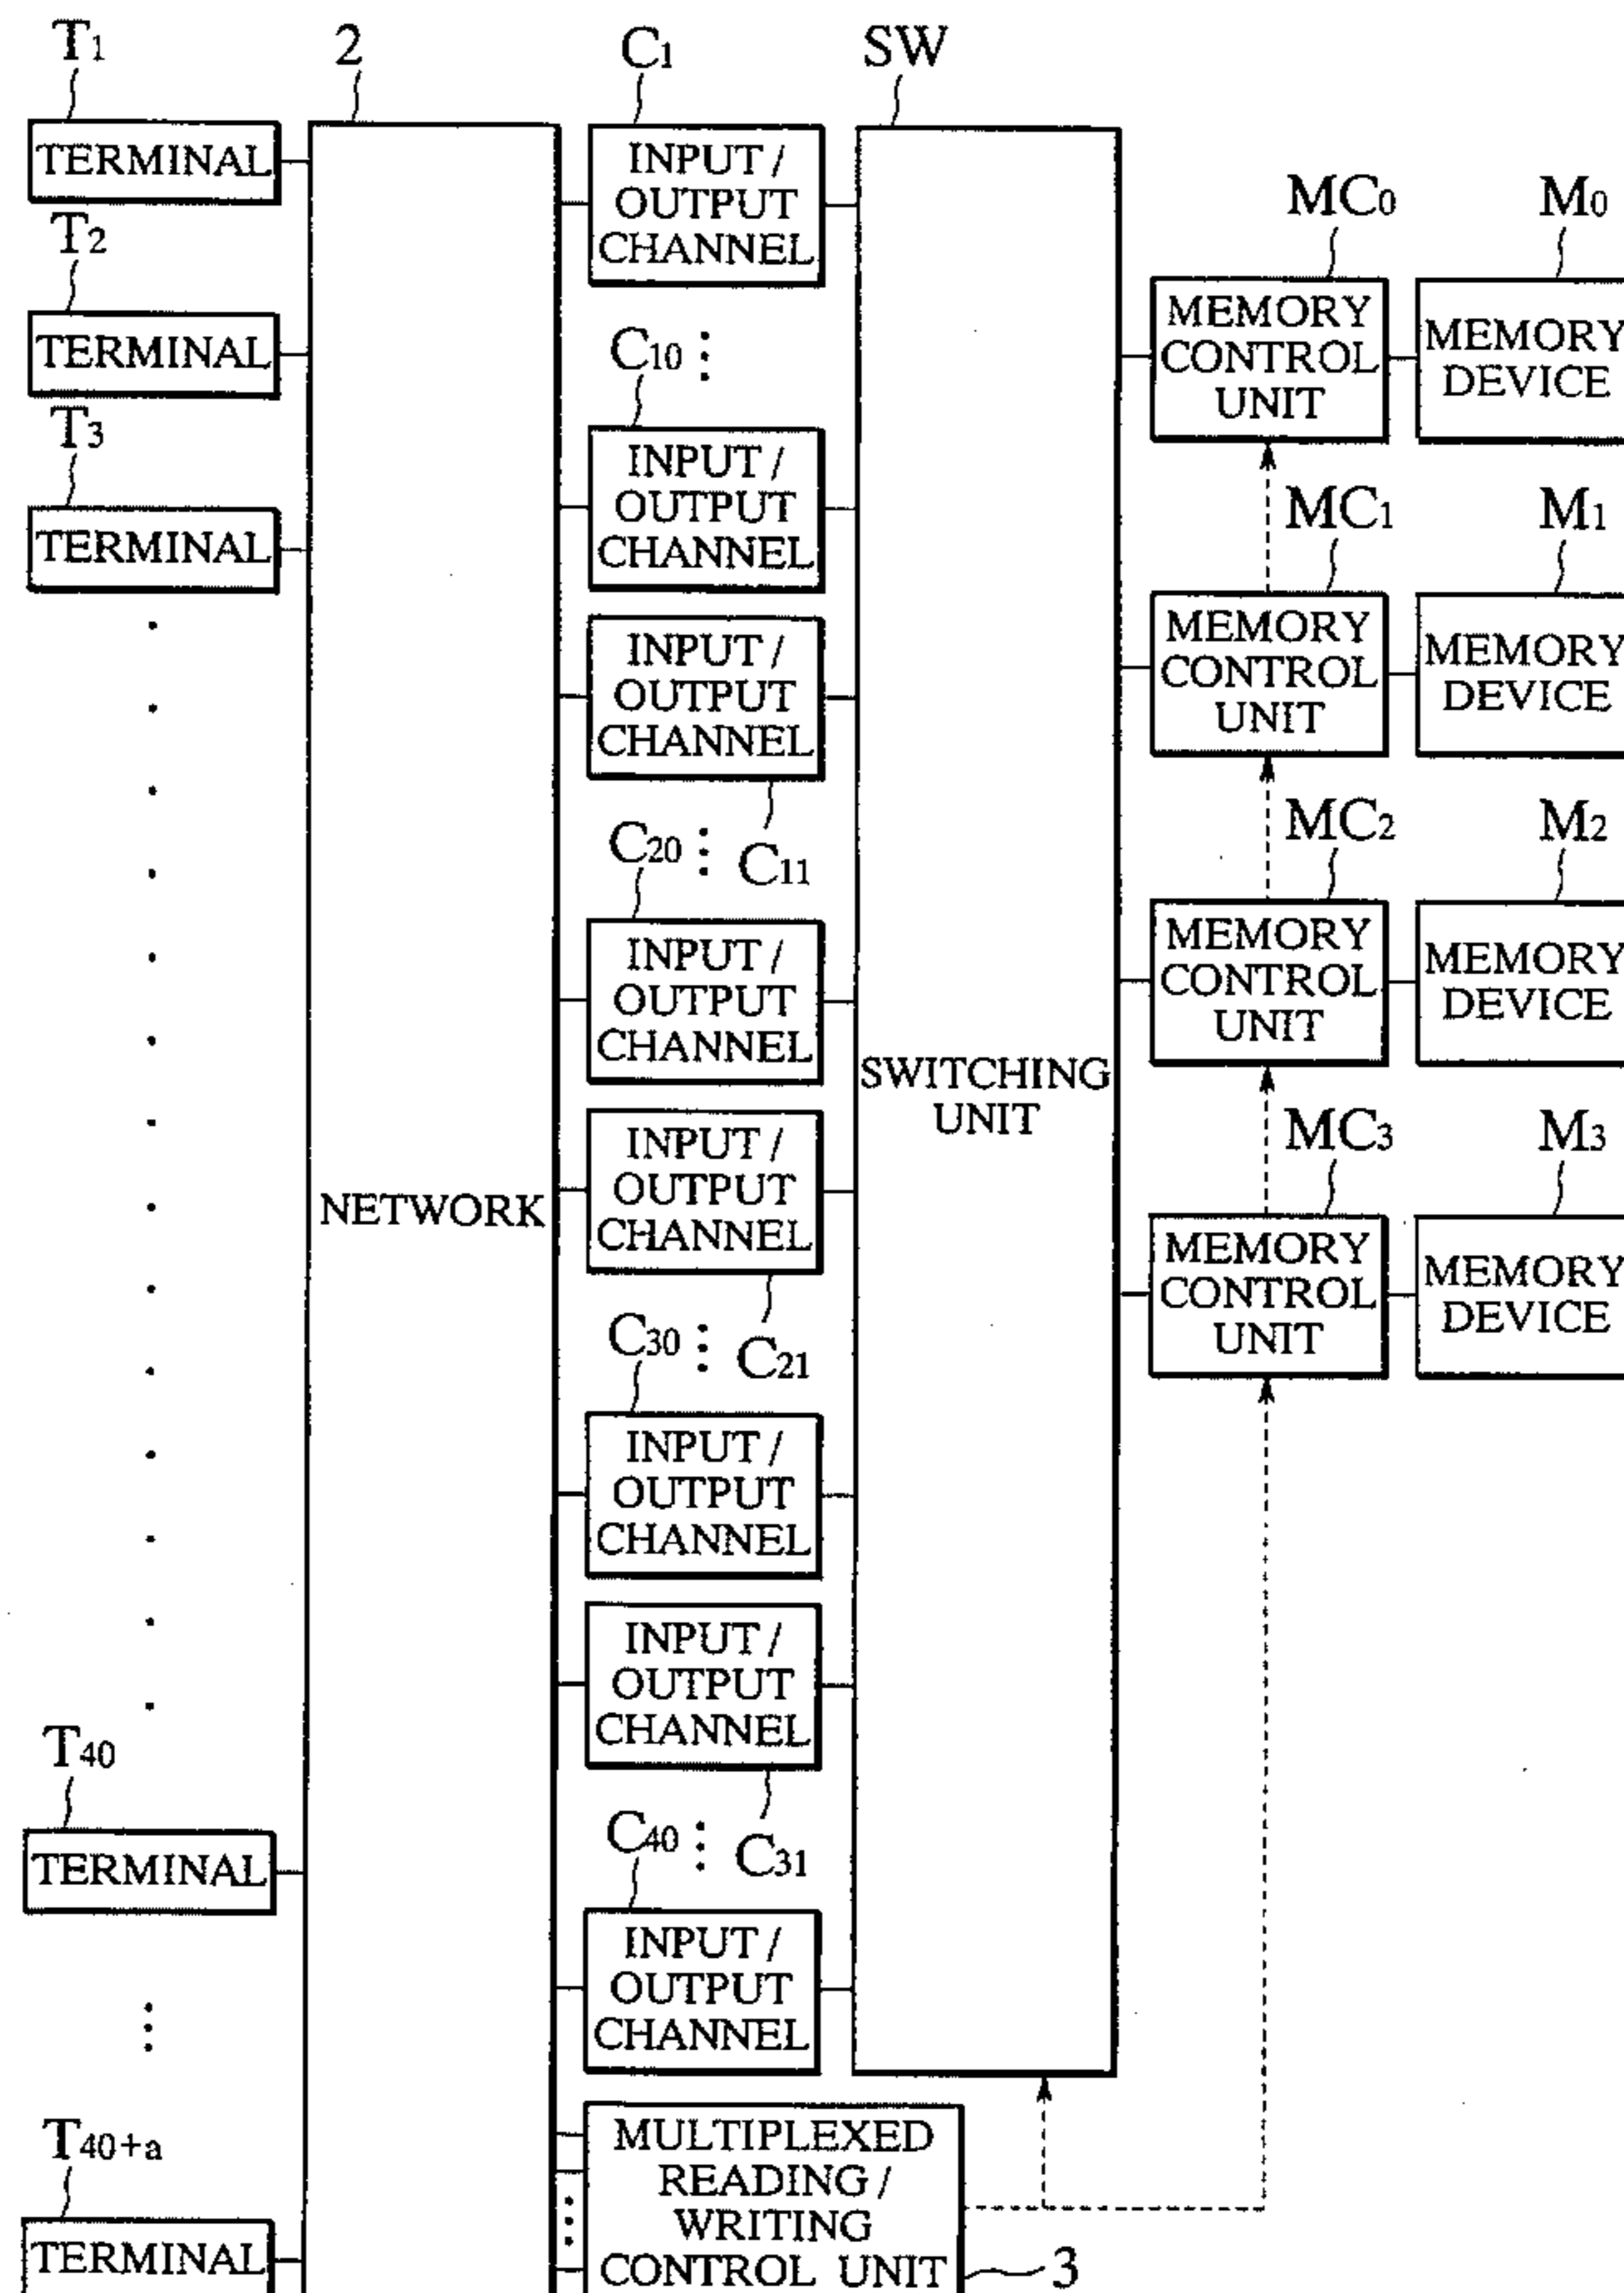 T1
TERMINAL
T2
TERMINAL
T3
TERMINAL
T40
TERMINAL
T40+a
TERMINAL
2
NETWORK
C1
INPUT /
OUTPUT
CHANNEL
C10
INPUT /
OUTPUT
CHANNEL
INPUT /
OUTPUT
CHANNEL
C11
C20
INPUT /
OUTPUT
CHANNEL
INPUT /
OUTPUT
CHANNEL
C21
C30
INPUT /
OUTPUT
CHANNEL
INPUT /
OUTPUT
CHANNEL
C31
C40
INPUT /
OUTPUT
CHANNEL
MULTIPLEXED
READING /
WRITING
CONTROL UNIT
3
SW
SWITCHING
UNIT
MC0
MEMORY
CONTROL
UNIT
M0
MEMORY
DEVICE
MC1
MEMORY
CONTROL
UNIT
M1
MEMORY
DEVICE
MC2
MEMORY
CONTROL
UNIT
M2
MEMORY
DEVICE
MC3
MEMORY
CONTROL
UNIT
M3
MEMORY
DEVICE